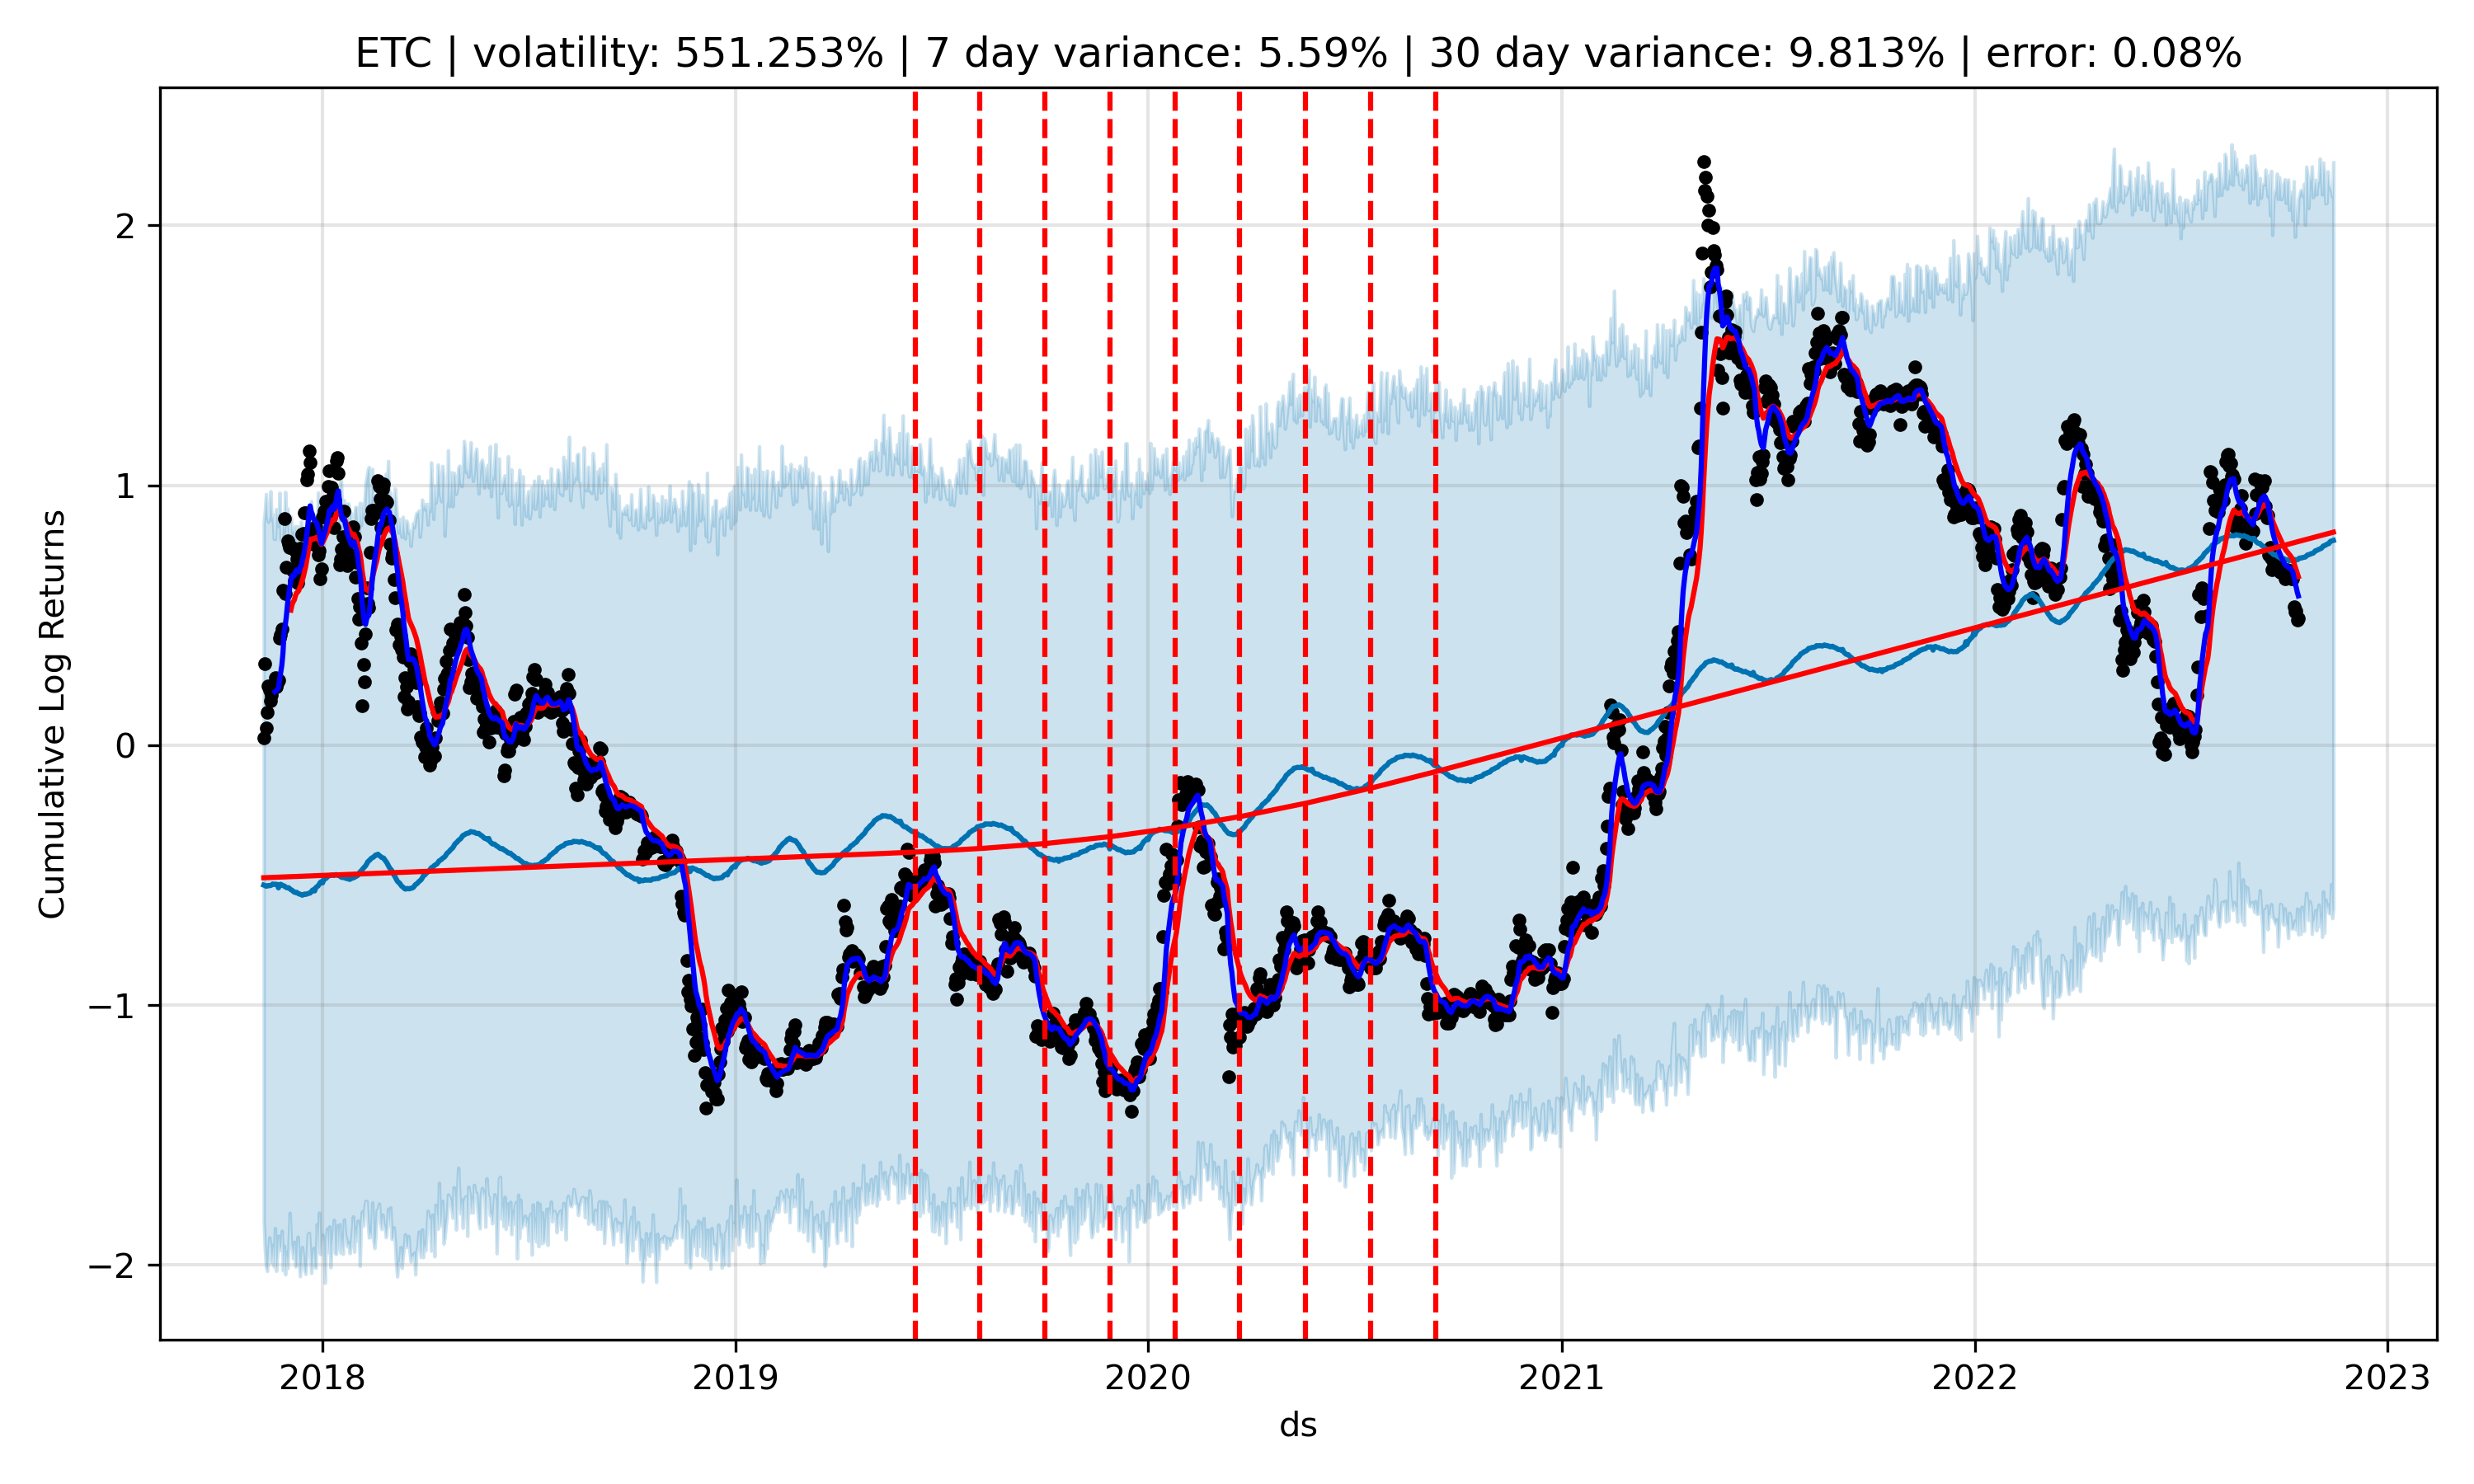 ETC | volatility: 551.253% | 7 day variance: 5.59% | 30 day variance: 9.813% | error: 0.08%
Cumulative Log Returns
2
1
0
−1
−2
2018 2019 2020 2021 2022 2023
ds